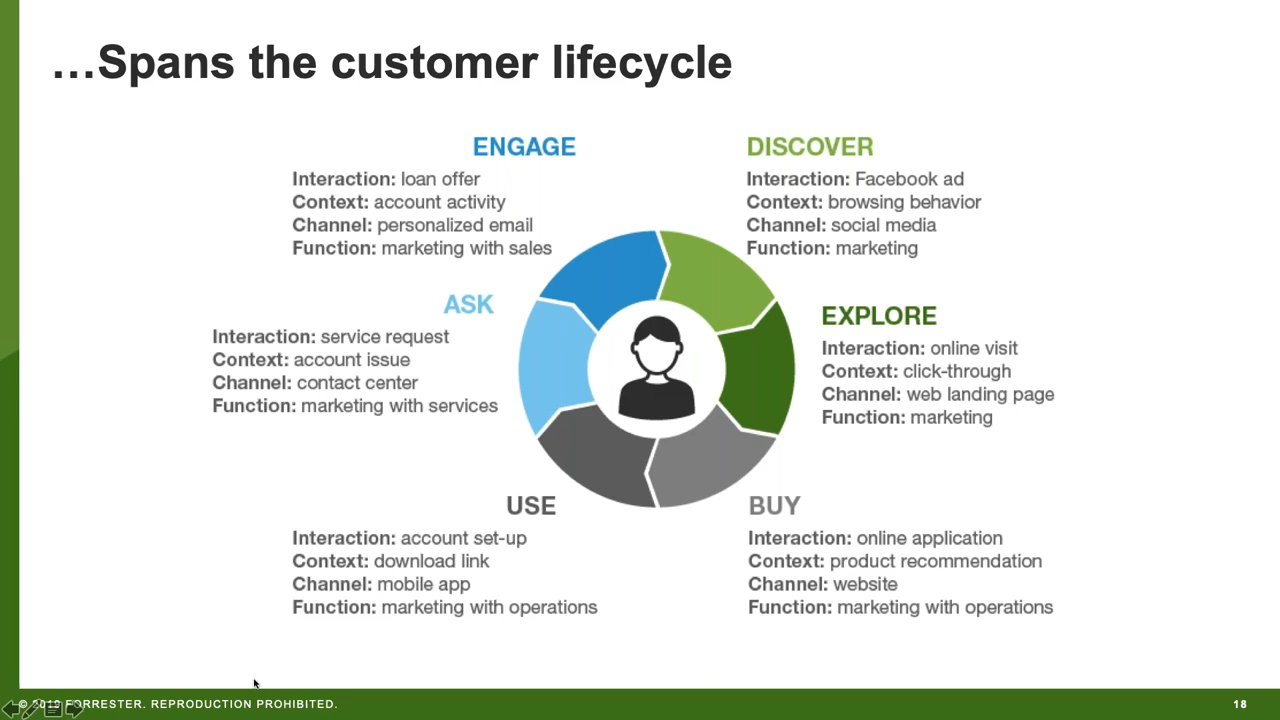 …Spans the customer lifecycle
ENGAGE
Interaction: loan offer
Context: account activity
Channel: personalized email
Function: marketing with sales
DISCOVER
Interaction: Facebook ad
Context: browsing behavior
Channel: social media
Function: marketing
ASK
Interaction: service request
Context: account issue
Channel: contact center
Function: marketing with services
EXPLORE
Interaction: online visit
Context: click-through
Channel: web landing page
Function: marketing
USE
Interaction: account set-up
Context: download link
Channel: mobile app
Function: marketing with operations
BUY
Interaction: online application
Context: product recommendation
Channel: website
Function: marketing with operations
© 2019 FORRESTER. REPRODUCTION PROHIBITED.
18